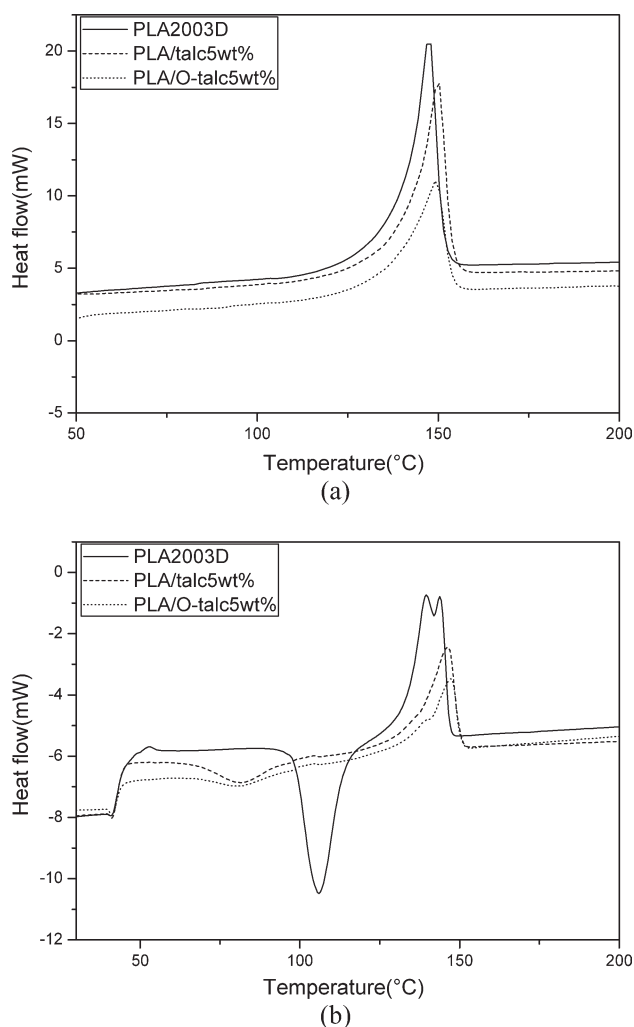 PLA2003D
PLA/talc5wt%
PLA/O-talc5wt%
20
15
10
5
0
-5
Heat flow(mW)
50
100
150
200
Temperature(°C)
(a)
PLA2003D
PLA/talc5wt%
PLA/O-talc5wt%
0
-2
-4
-6
-8
-10
-12
Heat flow(mW)
50
100
150
200
Temperature(°C)
(b)